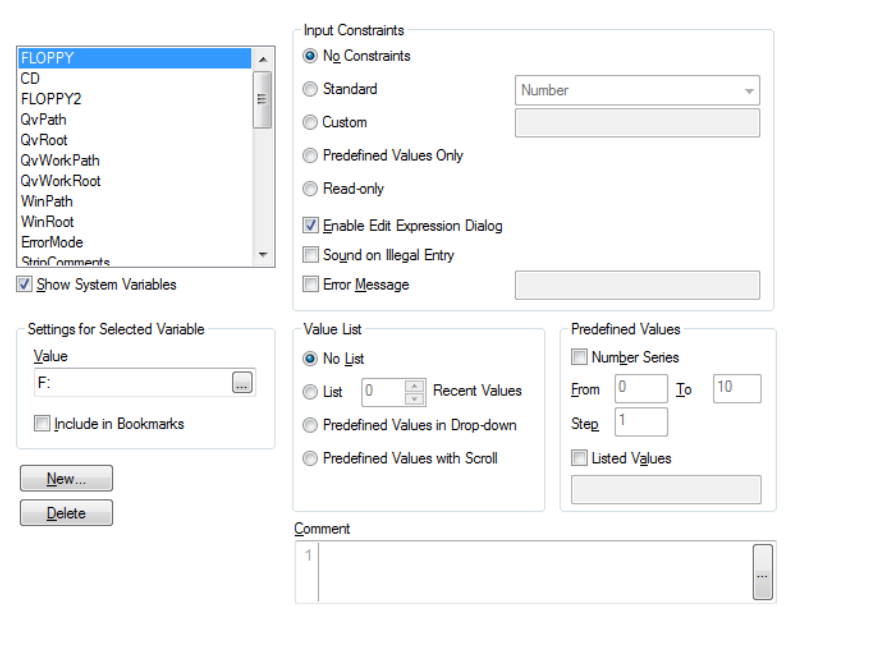 FLOPPY
CD
FLOPPY2
QvPath
QvRoot
QvWorkPath
QvWorkRoot
WinPath
WinRoot
ErrorMode
StripComments
Show System Variables
Settings for Selected Variable
Value
F:
...
Include in Bookmarks
New...
Delete
Input Constraints
No Constraints
Standard
Number
Custom
Predefined Values Only
Read-only
Enable Edit Expression Dialog
Sound on Illegal Entry
Error Message
Value List
No List
List 0 Recent Values
Predefined Values in Drop-down
Predefined Values with Scroll
Predefined Values
Number Series
From 0 To 10
Step 1
Listed Values
Comment
1
...